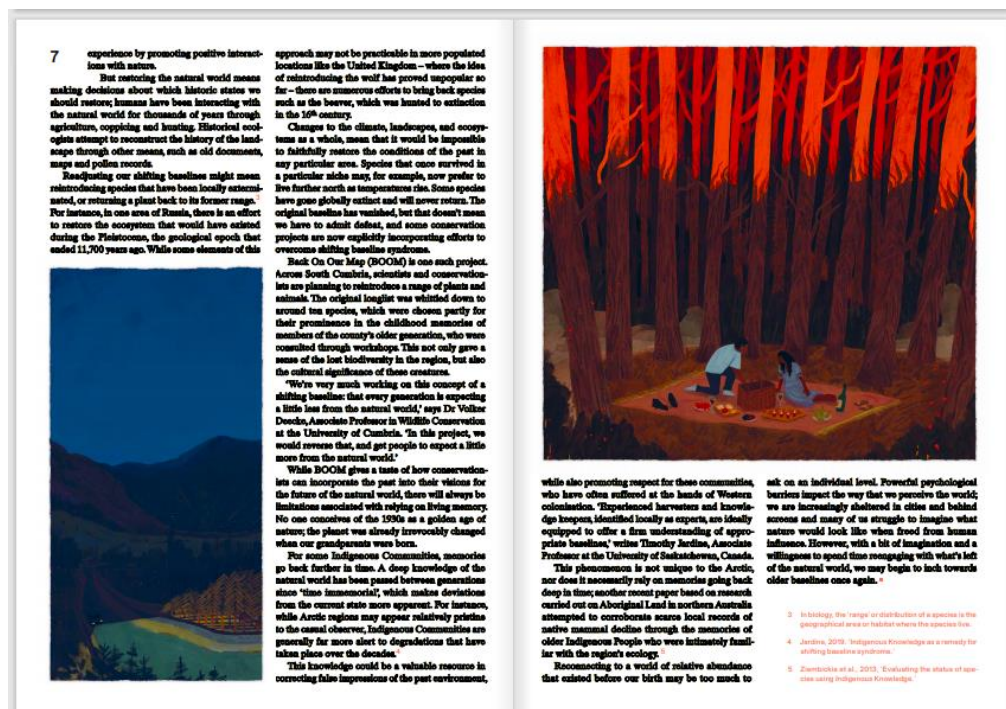 7
experience by promoting positive interact-
ions with nature.
But restoring the natural world means
making decisions about which historic states we
should restore; humans have been interacting with
the natural world for thousands of years through
agriculture, coppicing and hunting. Historical ecol-
ogists attempt to reconstruct the history of the land-
scape through other means, such as old documents,
maps and pollen records.
Readjusting our shifting baselines might mean
reintroducing species that have been locally extermi-
nated, or returning a plant back to its former range.3
For instance, in one area of Russia, there is an effort
to restore the ecosystem that would have existed
during the Pleistocene, the geological epoch that
ended 11,700 years ago. While some elements of this
approach may not be practicable in more populated
locations like the United Kingdom – where the idea
of reintroducing the wolf has proved unpopular so
far – there are numerous efforts to bring back species
such as the beaver, which was hunted to extinction
in the 16th century.
Changes to the climate, landscapes, and ecosys-
tems as a whole, mean that it would be impossible
to faithfully restore the conditions of the past in
any particular area. Species that once survived in
a particular niche may, for example, now prefer to
live further north as temperatures rise. Some species
have gone globally extinct and will never return. The
original baseline has vanished, but that doesn't mean
we have to admit defeat, and some conservation
projects are now explicitly incorporating efforts to
overcome shifting baseline syndrome.
Back On Our Map (BOOM) is one such project.
Across South Cumbria, scientists and conservation-
ists are planning to reintroduce a range of plants and
animals. The original longlist was whittled down to
around ten species, which were chosen partly for
their prominence in the childhood memories of
members of the county's older generation, who were
consulted through workshops. This not only gave a
sense of the lost biodiversity in the region, but also
the cultural significance of these creatures.
'We're very much working on this concept of a
shifting baseline: that every generation is expecting
a little less from the natural world,' says Dr Volker
Deecke, Associate Professor in Wildlife Conservation
at the University of Cumbria. 'In this project, we
would reverse that, and get people to expect a little
more from the natural world.'
While BOOM gives a taste of how conservation-
ists can incorporate the past into their visions for
the future of the natural world, there will always be
limitations associated with relying on living memory.
No one conceives of the 1930s as a golden age of
nature; the planet was already irrevocably changed
when our grandparents were born.
For some Indigenous Communities, memories
go back further in time. A deep knowledge of the
natural world has been passed between generations
since 'time immemorial', which makes deviations
from the current state more apparent. For instance,
while Arctic regions may appear relatively pristine
to the casual observer, Indigenous Communities are
generally far more alert to degradations that have
taken place over the decades.4
This knowledge could be a valuable resource in
correcting false impressions of the past environment,
while also promoting respect for these communities,
who have often suffered at the hands of Western
colonisation. 'Experienced harvesters and knowle-
dge keepers, identified locally as experts, are ideally
equipped to offer a firm understanding of appro-
priate baselines,' writes Timothy Jardine, Associate
Professor at the University of Saskatchewan, Canada.
This phenomenon is not unique to the Arctic,
nor does it necessarily rely on memories going back
deep in time; another recent paper based on research
carried out on Aboriginal Land in northern Australia
attempted to corroborate scarce local records of
native mammal decline through the memories of
older Indigenous People who were intimately famil-
iar with the region's ecology.5
Reconnecting to a world of relative abundance
that existed before our birth may be too much to
ask on an individual level. Powerful psychological
barriers impact the way that we perceive the world;
we are increasingly sheltered in cities and behind
screens and many of us struggle to imagine what
nature would look like when freed from human
influence. However, with a bit of imagination and a
willingness to spend time reengaging with what's left
of the natural world, we may begin to inch towards
older baselines once again.
3 In biology, the 'range' or distribution of a species is the
geographical area or habitat where the species live.
4 Jardine, 2019. 'Indigenous Knowledge as a remedy for
shifting baseline syndrome.'
5 Ziembicki et al., 2013, 'Evaluating the status of spe-
cies using Indigenous Knowledge.'